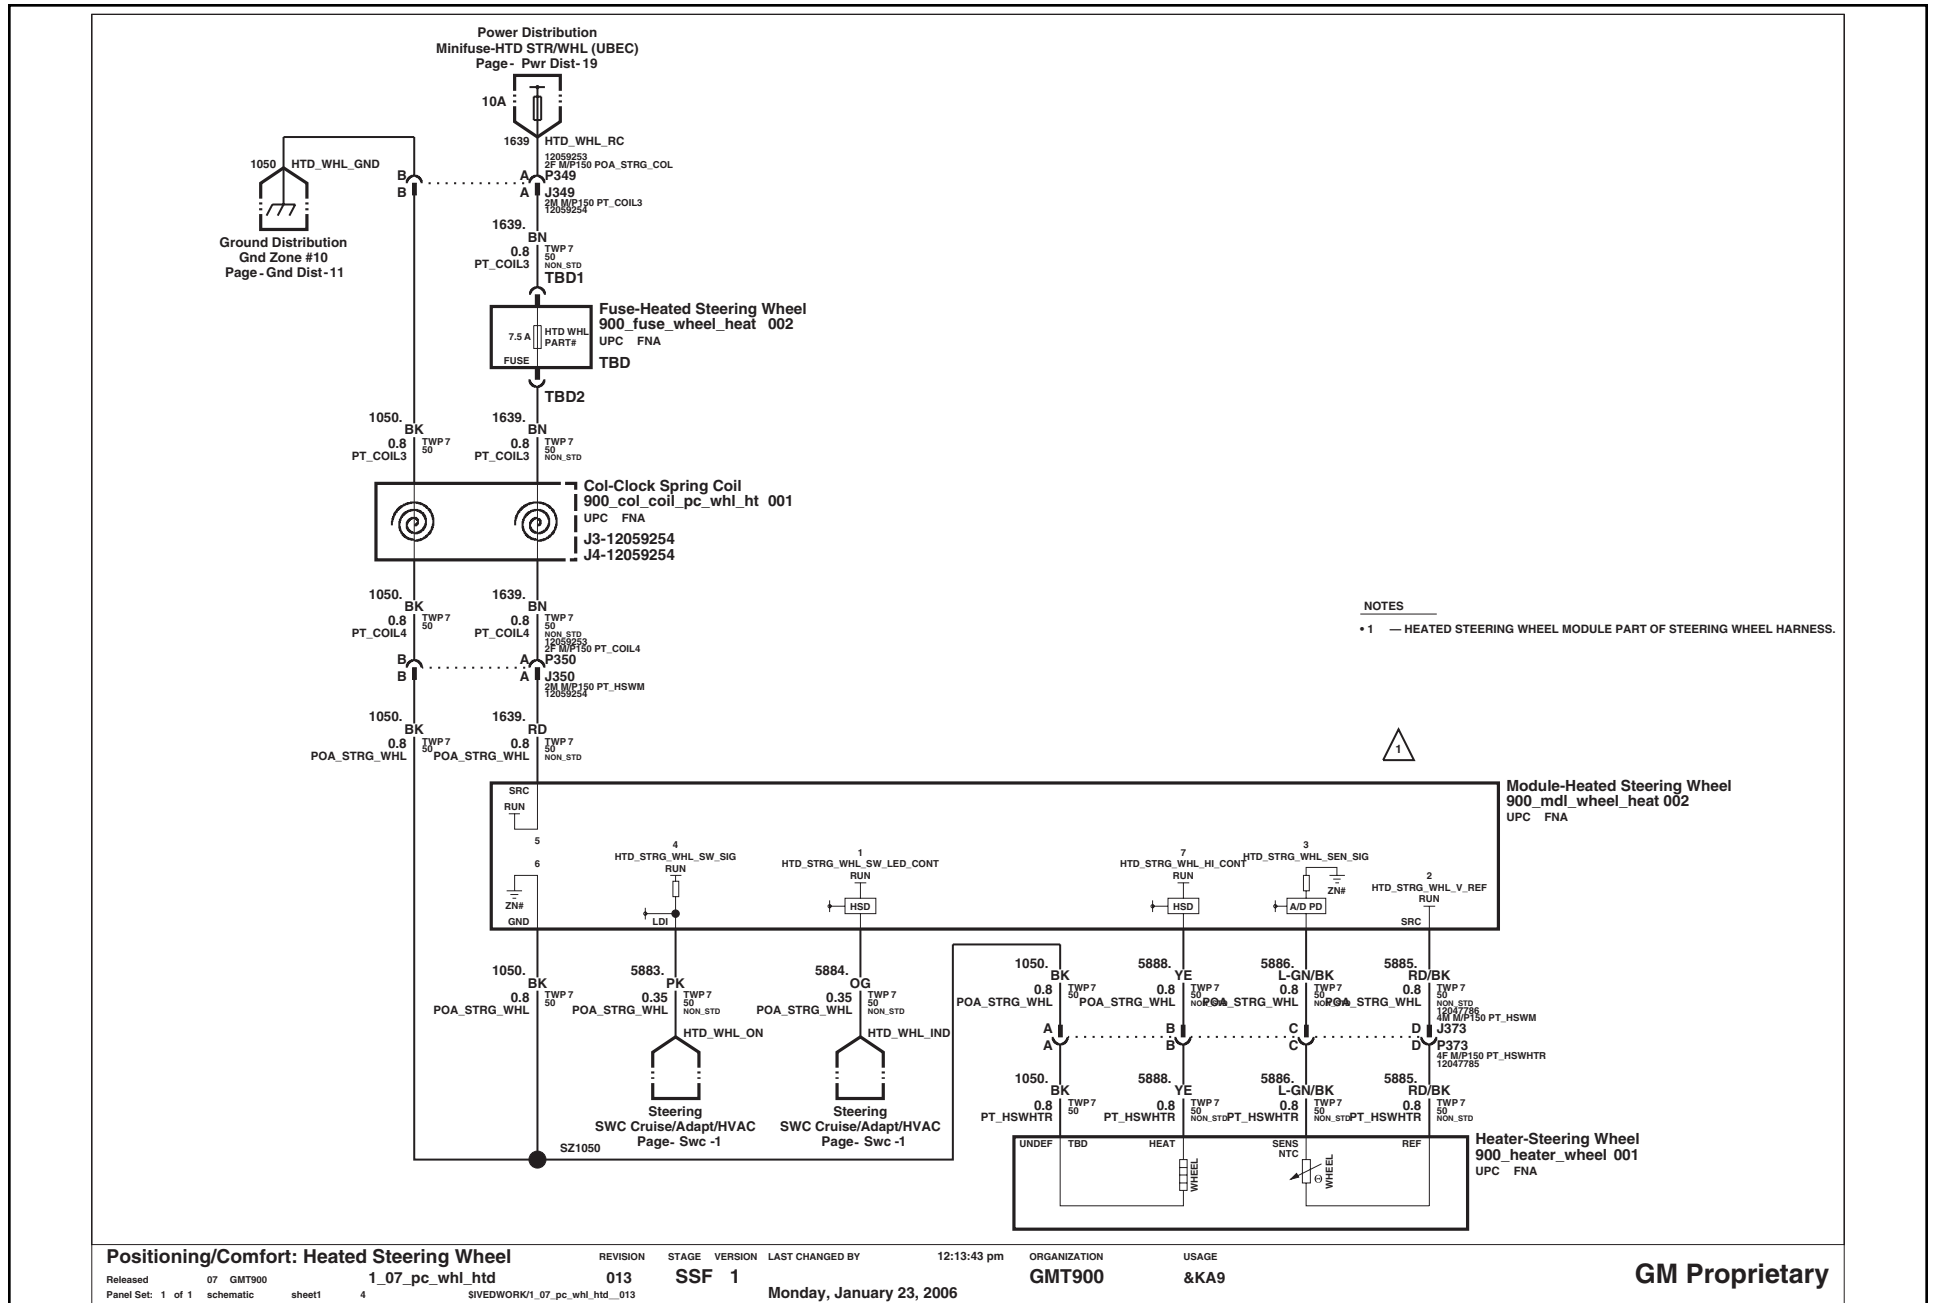 Power Distribution
Minifuse-HTD STR/WHL (UBEC)
Page- Pwr Dist-19
10A
1639 HTD_WHL_RC
12059253
2F M/P150 POA_STRG_COL
1050 HTD_WHL_GND
B A P349
B A J349
2M M/P150 PT_COIL3
12059254
Ground Distribution
Gnd Zone #10
Page-Gnd Dist-11
1639.
BN
0.8 TWP 7
50
PT_COIL3 NON_STD
TBD1
Fuse-Heated Steering Wheel
900_fuse_wheel_heat 002
UPC FNA
TBD
7.5 A HTD WHL
PART#
FUSE
TBD2
1050. 1639.
BK BN
0.8 TWP 7 0.8 TWP 7
50 50
PT_COIL3 PT_COIL3 NON_STD
Col-Clock Spring Coil
900_col_coil_pc_whl_ht 001
UPC FNA
J3-12059254
J4-12059254
1050. 1639.
BK BN
0.8 TWP 7 0.8 TWP 7
50 50
PT_COIL4 PT_COIL4 NON_STD
12059253
2F M/P150 PT_COIL4
B A P350
B A J350
2M M/P150 PT_HSWM
12059254
NOTES
• 1 — HEATED STEERING WHEEL MODULE PART OF STEERING WHEEL HARNESS.
1050. 1639.
BK RD
0.8 TWP 7 0.8 TWP 7
50 50
POA_STRG_WHL POA_STRG_WHL NON_STD
1
Module-Heated Steering Wheel
900_mdl_wheel_heat 002
UPC FNA
SRC
RUN
5
6
ZN#
GND
4
HTD_STRG_WHL_SW_SIG
RUN
LDI
1
HTD_STRG_WHL_SW_LED_CONT
RUN
HSD
7
HTD_STRG_WHL_HI_CONT
RUN
HSD
3
HTD_STRG_WHL_SEN_SIG
ZN#
A/D PD
2
HTD_STRG_WHL_V_REF
RUN
SRC
1050. 5883. 5884.
BK PK OG
0.8 TWP 7 0.35 TWP 7 0.35 TWP 7
50 50 50
POA_STRG_WHL POA_STRG_WHL NON_STD POA_STRG_WHL NON_STD
HTD_WHL_ON HTD_WHL_IND
1050. 5888. 5886. 5885.
BK YE L-GN/BK RD/BK
0.8 TWP 7 0.8 TWP 7 0.8 TWP 7 0.8 TWP 7
50 50 50 50
POA_STRG_WHL POA_STRG_WHL NON_STD POA_STRG_WHL NON_STD POA_STRG_WHL NON_STD
12047786
4M M/P150 PT_HSWM
A B C D J373
A B C D P373
4F M/P150 PT_HSWHTR
12047785
1050. 5888. 5886. 5885.
BK YE L-GN/BK RD/BK
0.8 TWP 7 0.8 TWP 7 0.8 TWP 7 0.8 TWP 7
50 50 50 50
PT_HSWHTR PT_HSWHTR NON_STD PT_HSWHTR NON_STD PT_HSWHTR NON_STD
Steering
SWC Cruise/Adapt/HVAC
Page- Swc -1
Steering
SWC Cruise/Adapt/HVAC
Page- Swc -1
SZ1050
UNDEF TBD HEAT SENS REF
NTC
WHEEL WHEEL
Θ
Heater-Steering Wheel
900_heater_wheel 001
UPC FNA
Positioning/Comfort: Heated Steering Wheel REVISION STAGE VERSION LAST CHANGED BY 12:13:43 pm ORGANIZATION USAGE
Released 07 GMT900 1_07_pc_whl_htd 013 SSF 1 GMT900 &KA9 GM Proprietary
Panel Set: 1 of 1 schematic sheet1 4 $IVEDWORK/1_07_pc_whl_htd__013 Monday, January 23, 2006